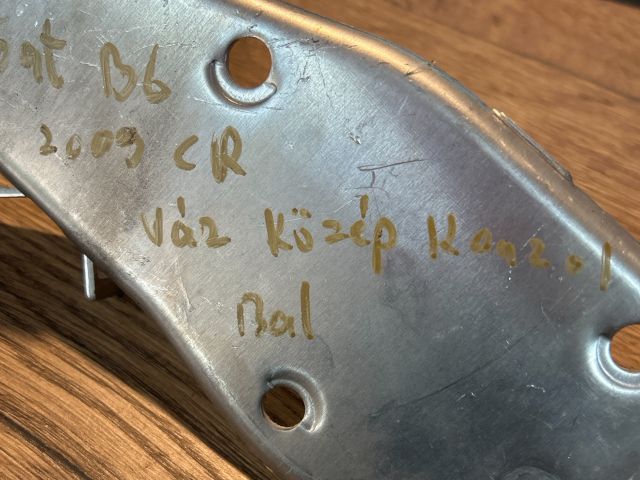 B6
2009 CR
Váz Közép Konzol
Bal